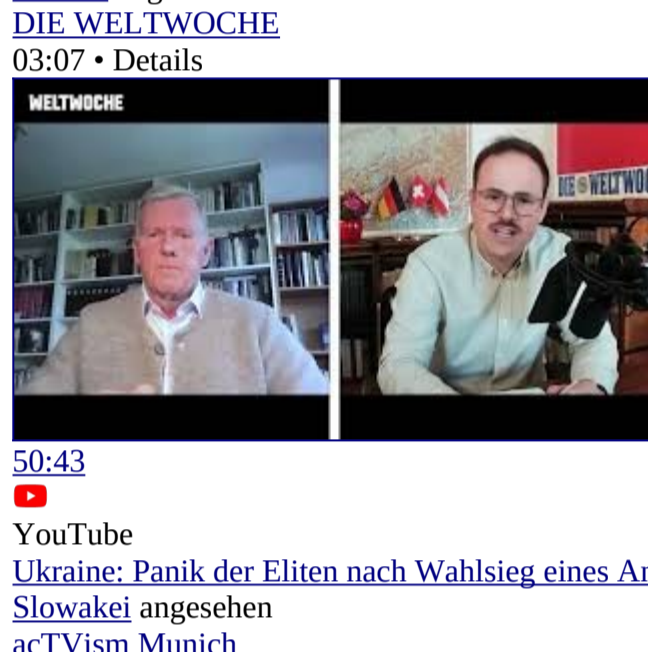 DIE WELTWOCHE
03:07 • Details
WELTWOCHE
DIE WELTWO
50:43
YouTube
Ukraine: Panik der Eliten nach Wahlsieg eines
Slowakei angesehen
acTVism Munich